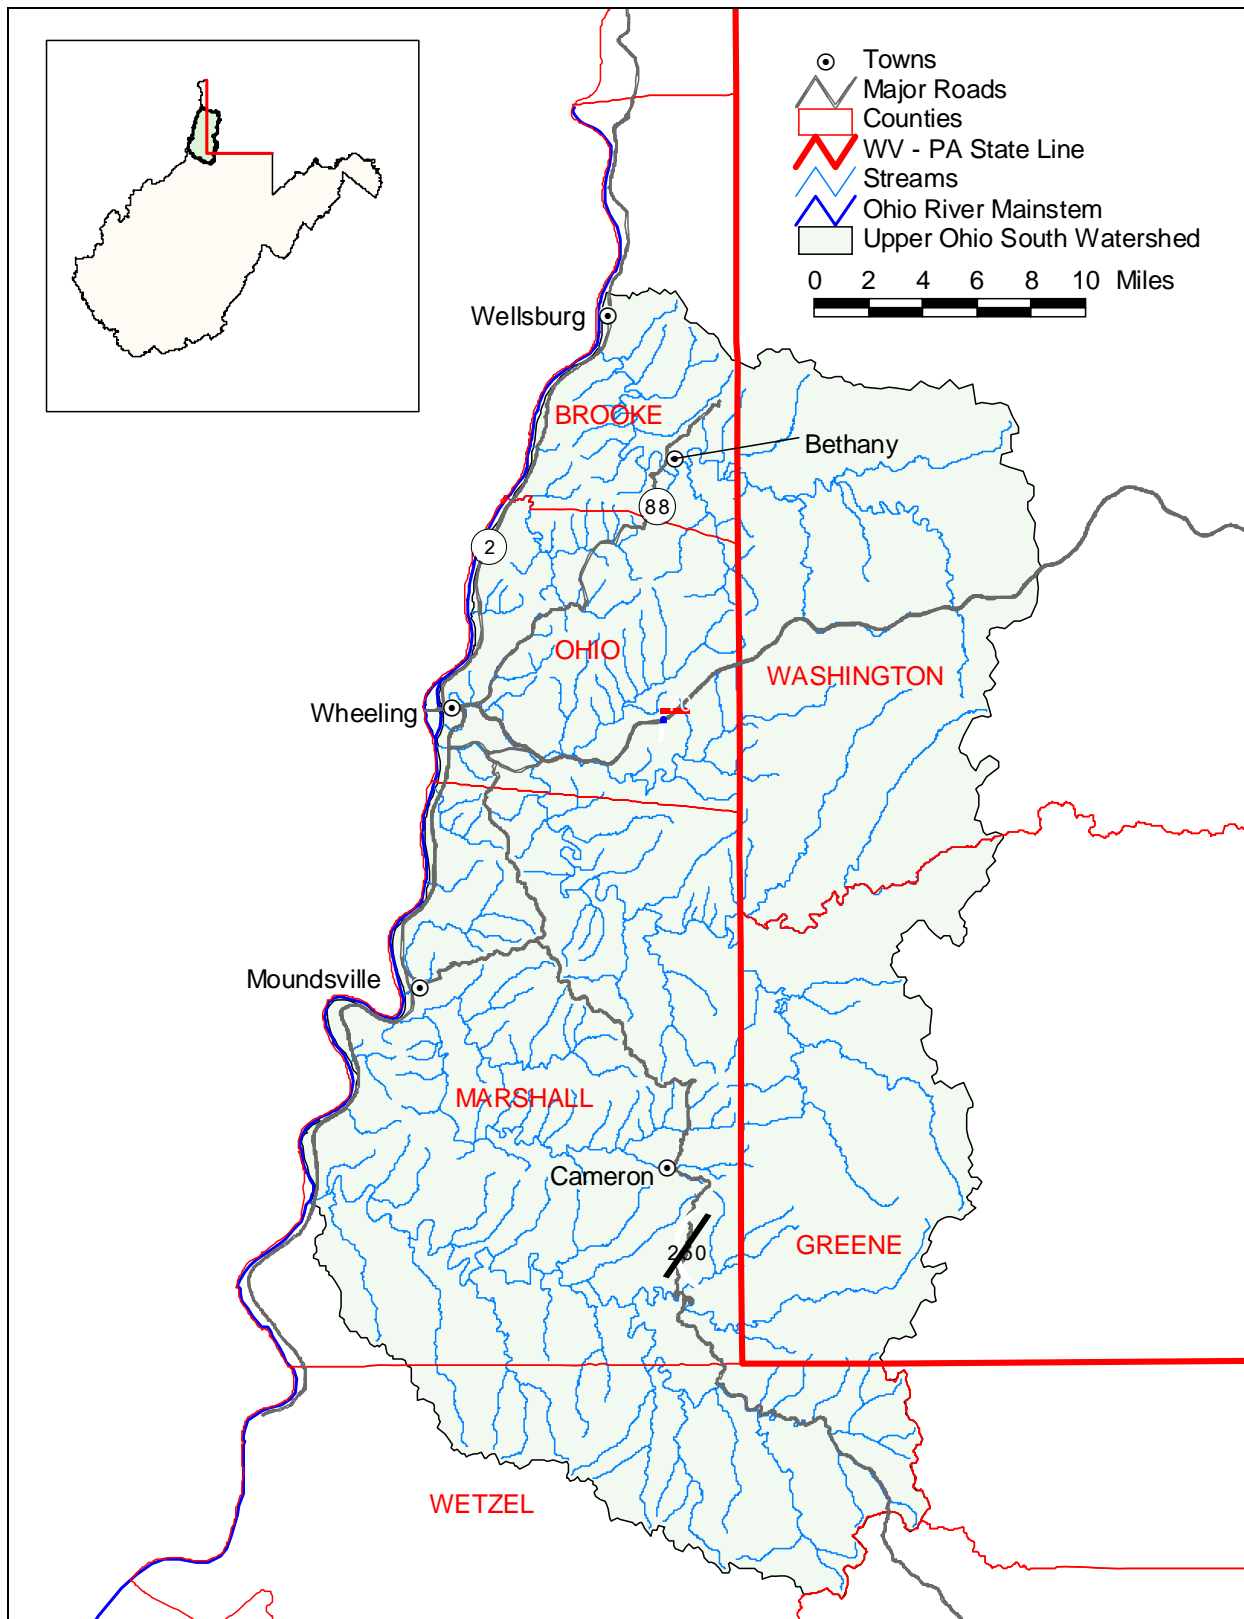 Towns
Major Roads
Counties
WV - PA State Line
Streams
Ohio River Mainstem
Upper Ohio South Watershed
0 2 4 6 8 10 Miles
Wellsburg
BROOKE
Bethany
88
2
OHIO
WASHINGTON
Wheeling
Moundsville
MARSHALL
Cameron
GREENE
250
WETZEL